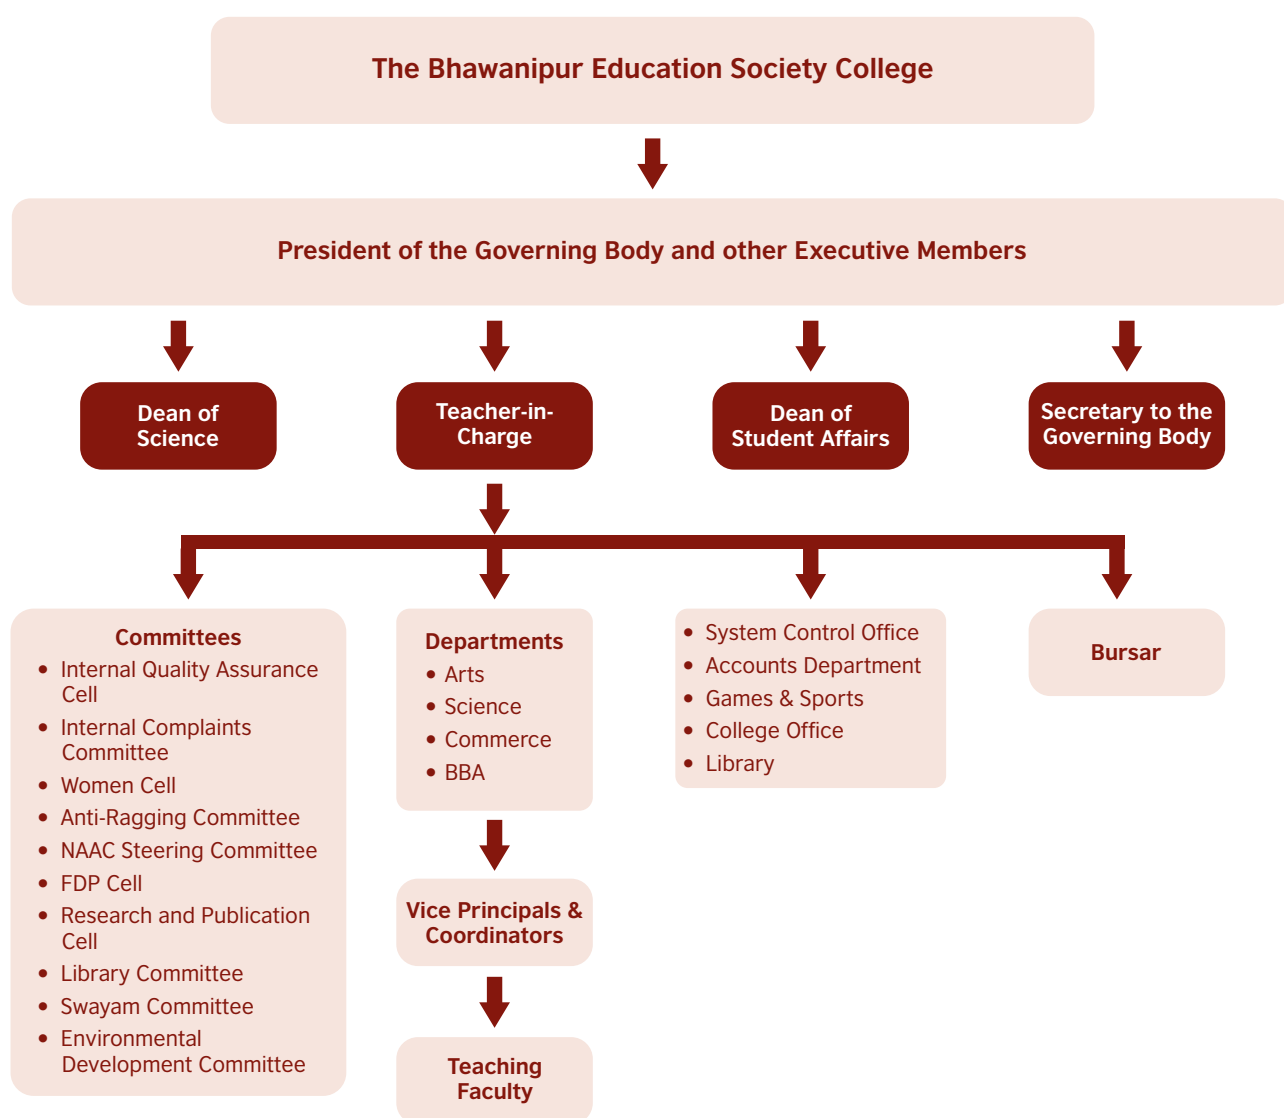 The Bhawanipur Education Society College
President of the Governing Body and other Executive Members
Dean of
Science
Teacher-in-
Charge
Dean of
Student Affairs
Secretary to the
Governing Body
Committees
• Internal Quality Assurance
Cell
• Internal Complaints
Committee
• Women Cell
• Anti-Ragging Committee
• NAAC Steering Committee
• FDP Cell
• Research and Publication
Cell
• Library Committee
• Swayam Committee
• Environmental
Development Committee
Departments
• Arts
• Science
• Commerce
• BBA
• System Control Office
• Accounts Department
• Games & Sports
• College Office
• Library
Bursar
Vice Principals &
Coordinators
Teaching
Faculty